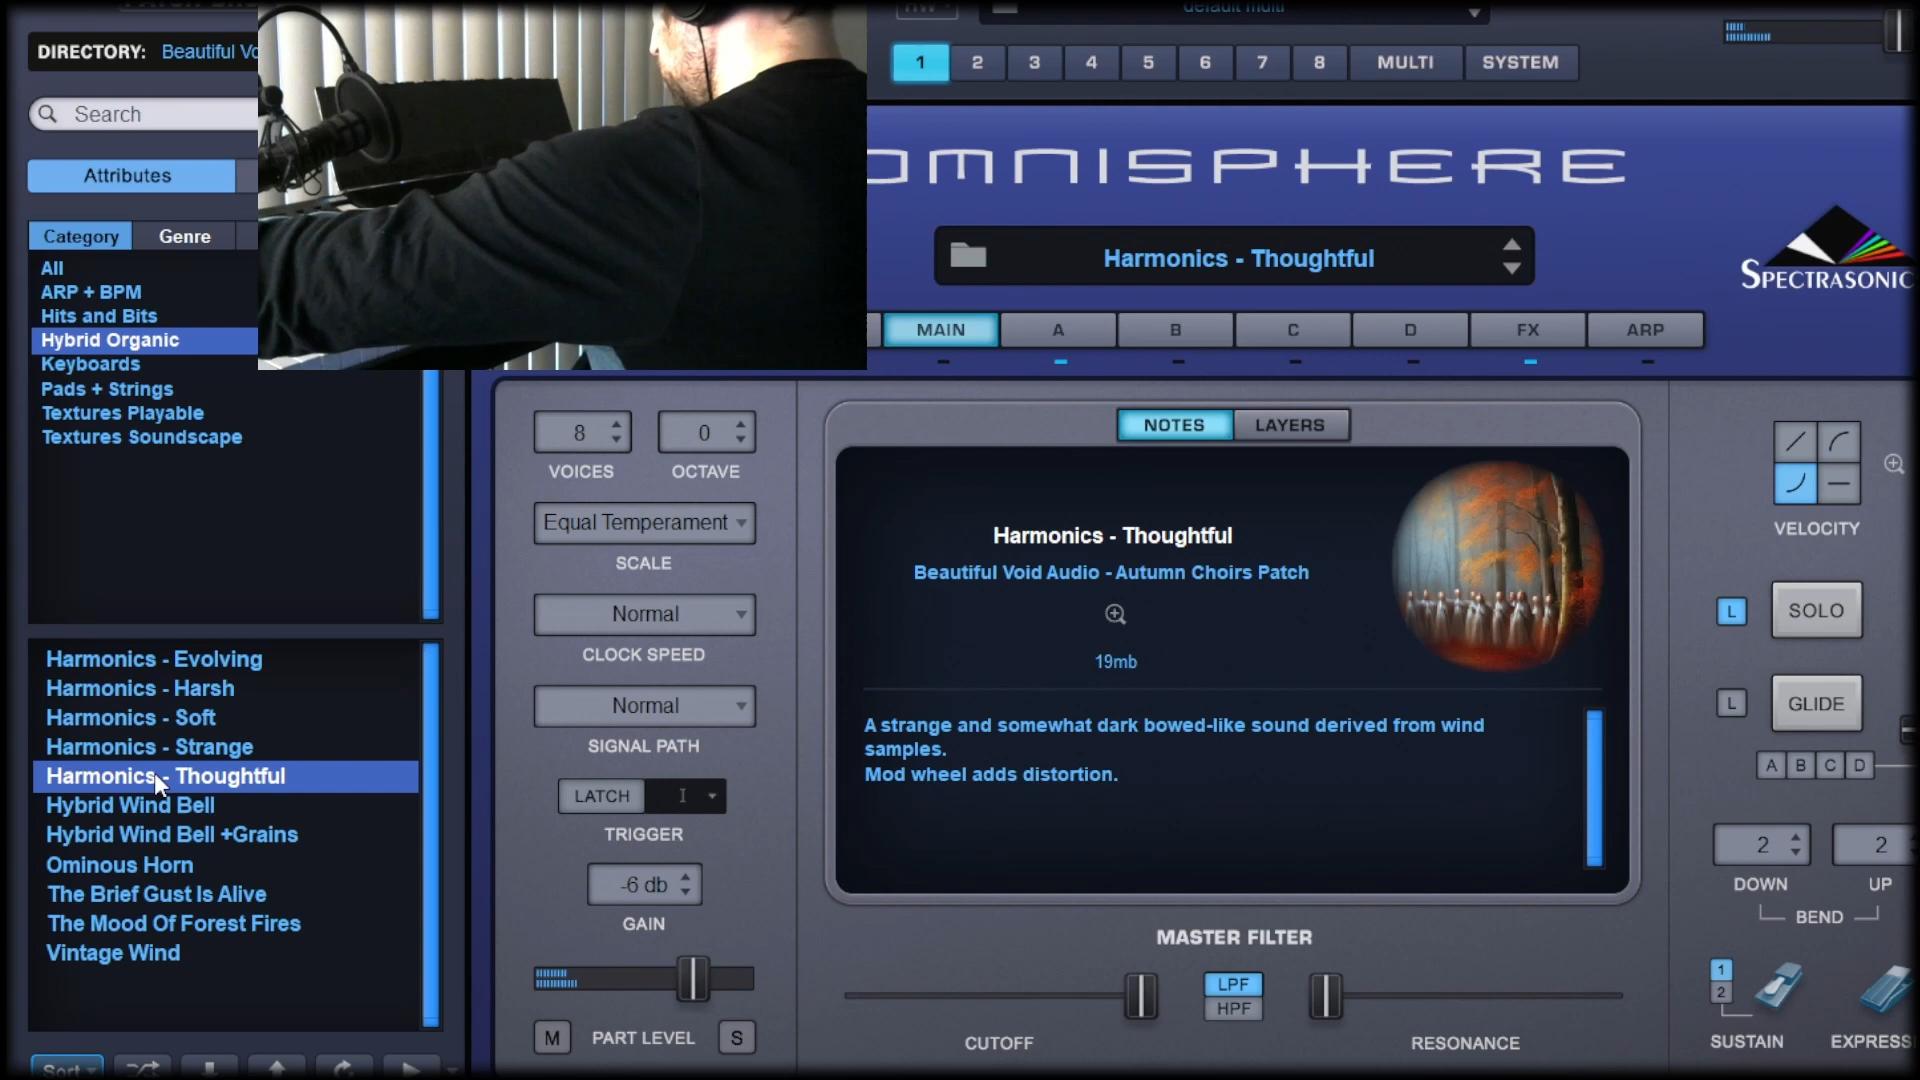 DIRECTORY: Beautiful Vo
Search
Attributes
Category
Genre
All
ARP + BPM
Hits and Bits
Hybrid Organic
Keyboards
Pads + Strings
Textures Playable
Textures Soundscape
Harmonics - Evolving
Harmonics - Harsh
Harmonics - Soft
Harmonics - Strange
Harmonics - Thoughtful
Hybrid Wind Bell
Hybrid Wind Bell +Grains
Ominous Horn
The Brief Gust Is Alive
The Mood Of Forest Fires
Vintage Wind
Sort
default multi
1 2 3 4 5 6 7 8 MULTI SYSTEM
OMNISPHERE
Harmonics - Thoughtful
SPECTRASONIC
MAIN A B C D FX ARP
8 0
VOICES OCTAVE
Equal Temperament
SCALE
Normal
CLOCK SPEED
Normal
SIGNAL PATH
LATCH
TRIGGER
-6 db
GAIN
M PART LEVEL S
NOTES LAYERS
Harmonics - Thoughtful
Beautiful Void Audio - Autumn Choirs Patch
19mb
A strange and somewhat dark bowed-like sound derived from wind
samples.
Mod wheel adds distortion.
MASTER FILTER
LPF
HPF
CUTOFF
RESONANCE
VELOCITY
L SOLO
L GLIDE
A B C D
2 2
DOWN UP
BEND
1
2
SUSTAIN EXPRESS